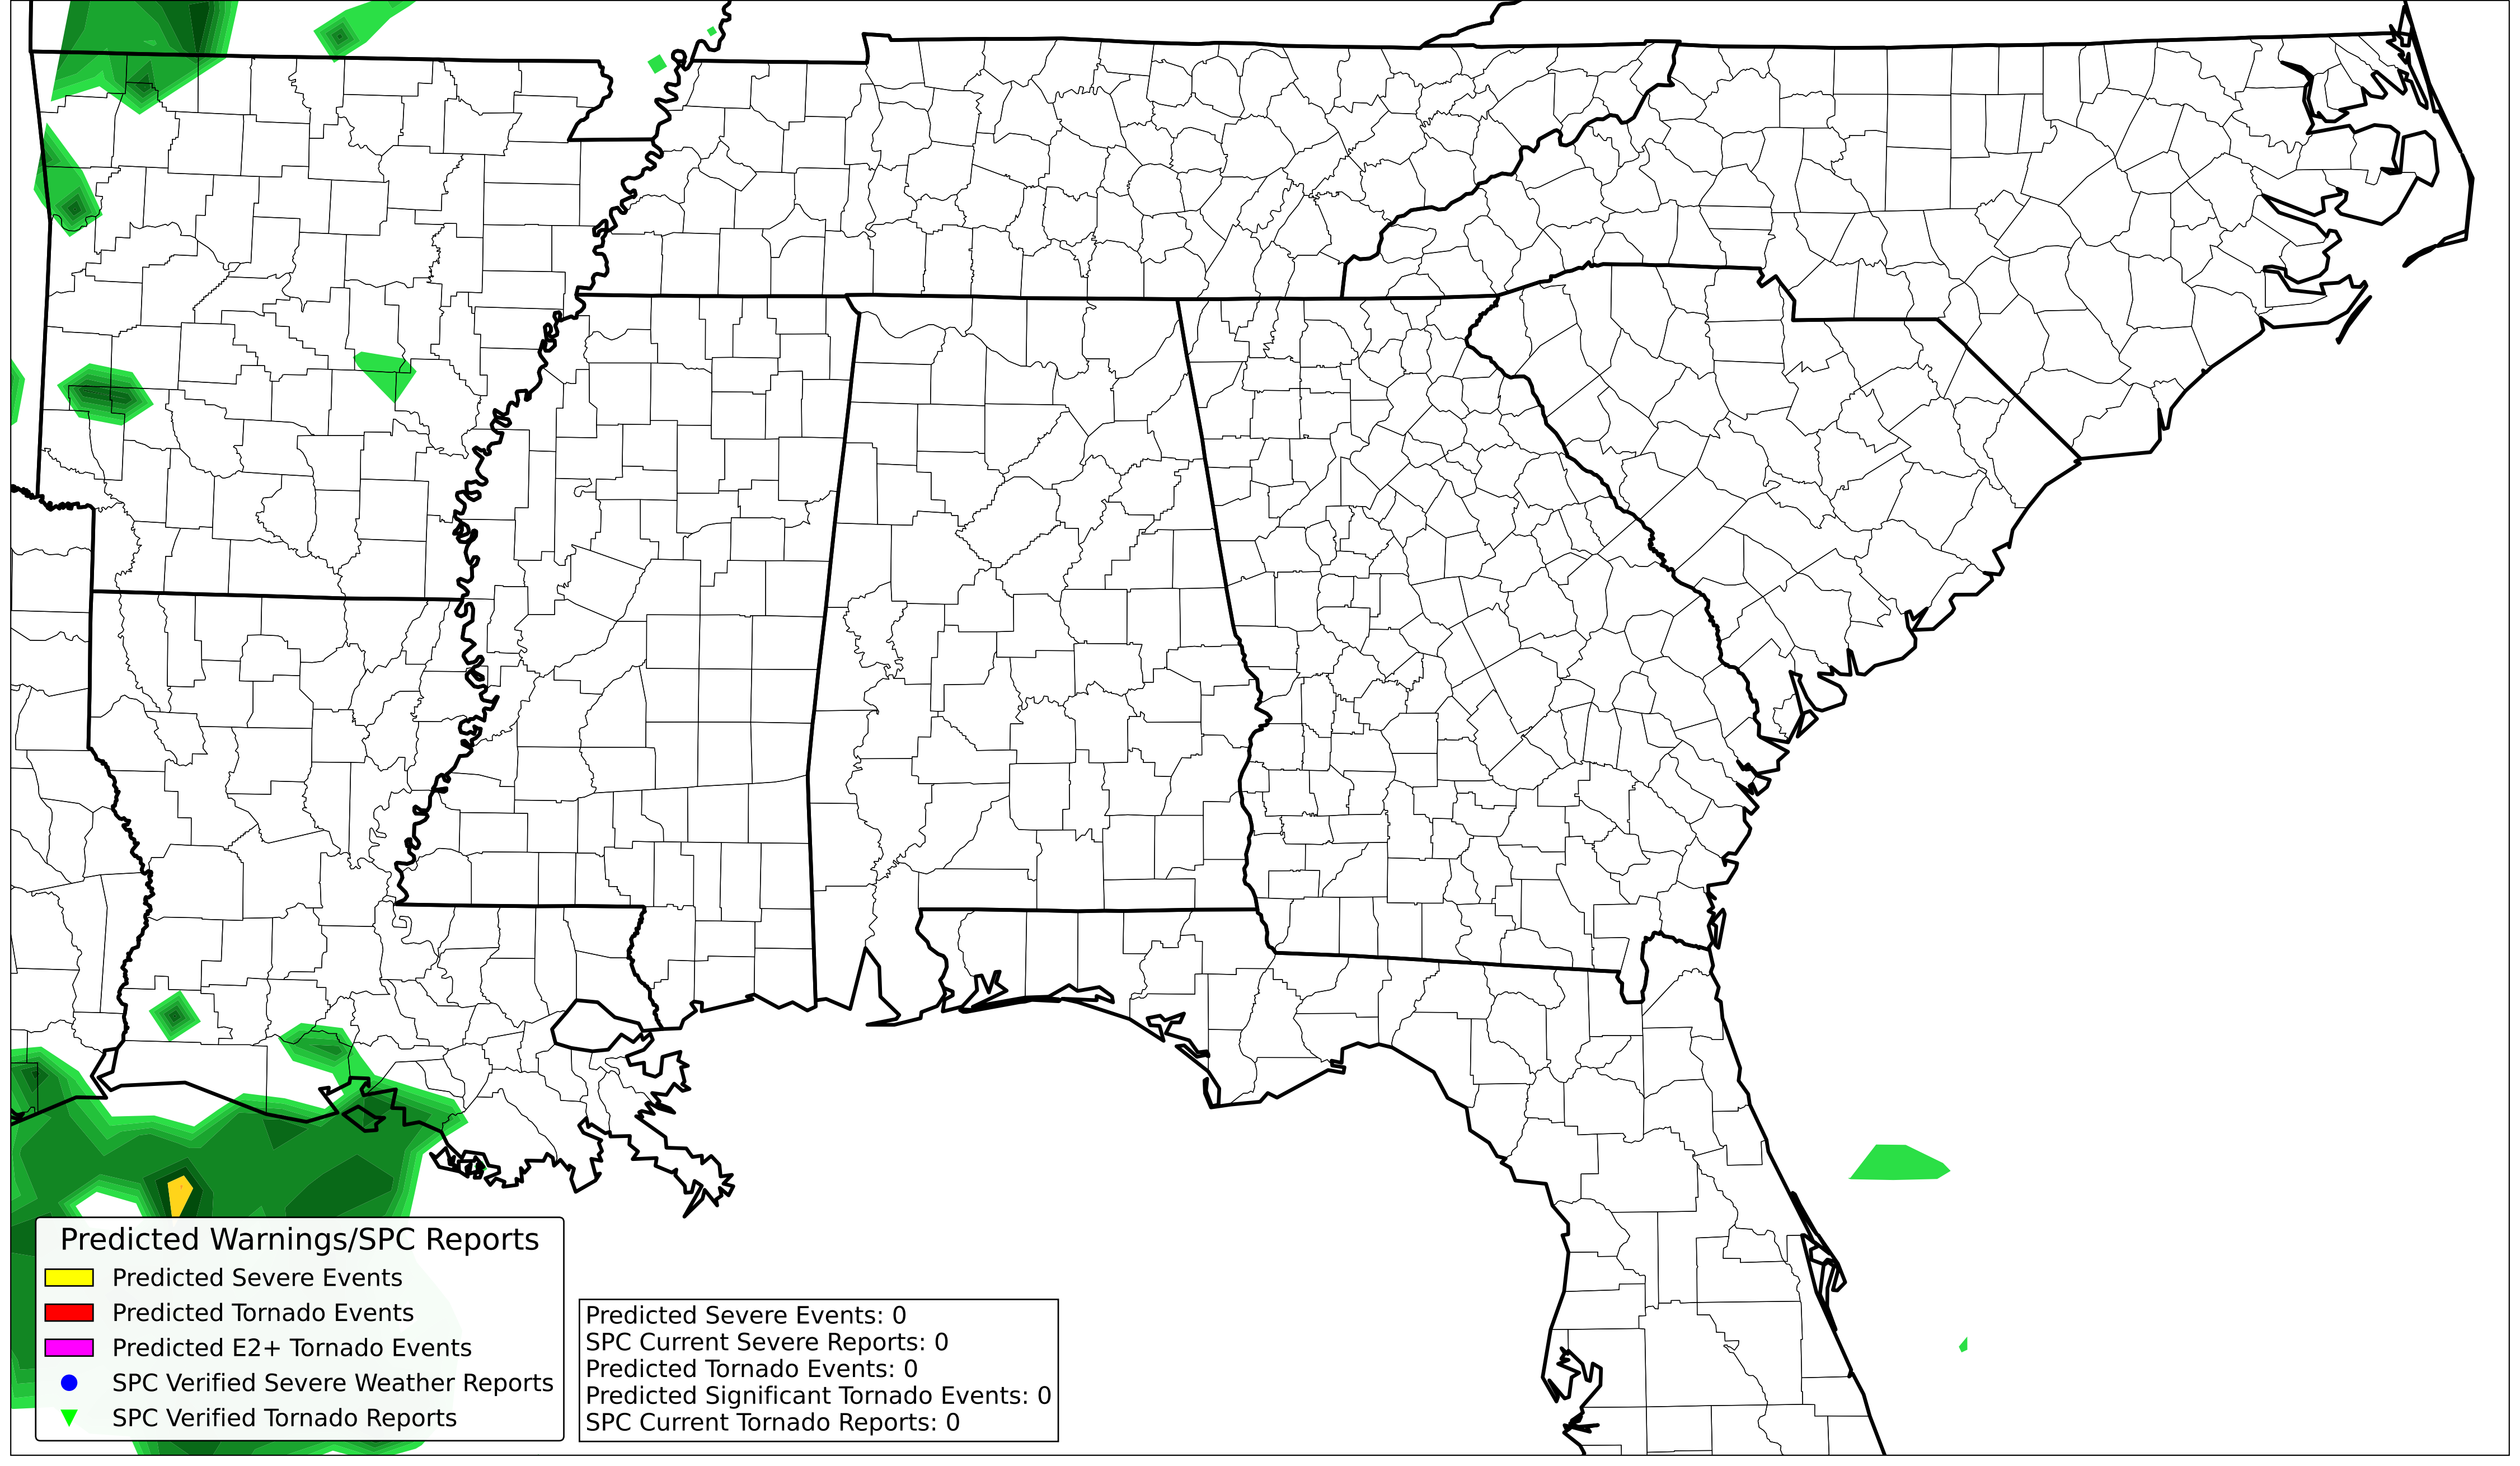 Predicted Warnings/SPC Reports
Predicted Severe Events
Predicted Tornado Events
Predicted E2+ Tornado Events
SPC Verified Severe Weather Reports
SPC Verified Tornado Reports
Predicted Severe Events: 0
SPC Current Severe Reports: 0
Predicted Tornado Events: 0
Predicted Significant Tornado Events: 0
SPC Current Tornado Reports: 0